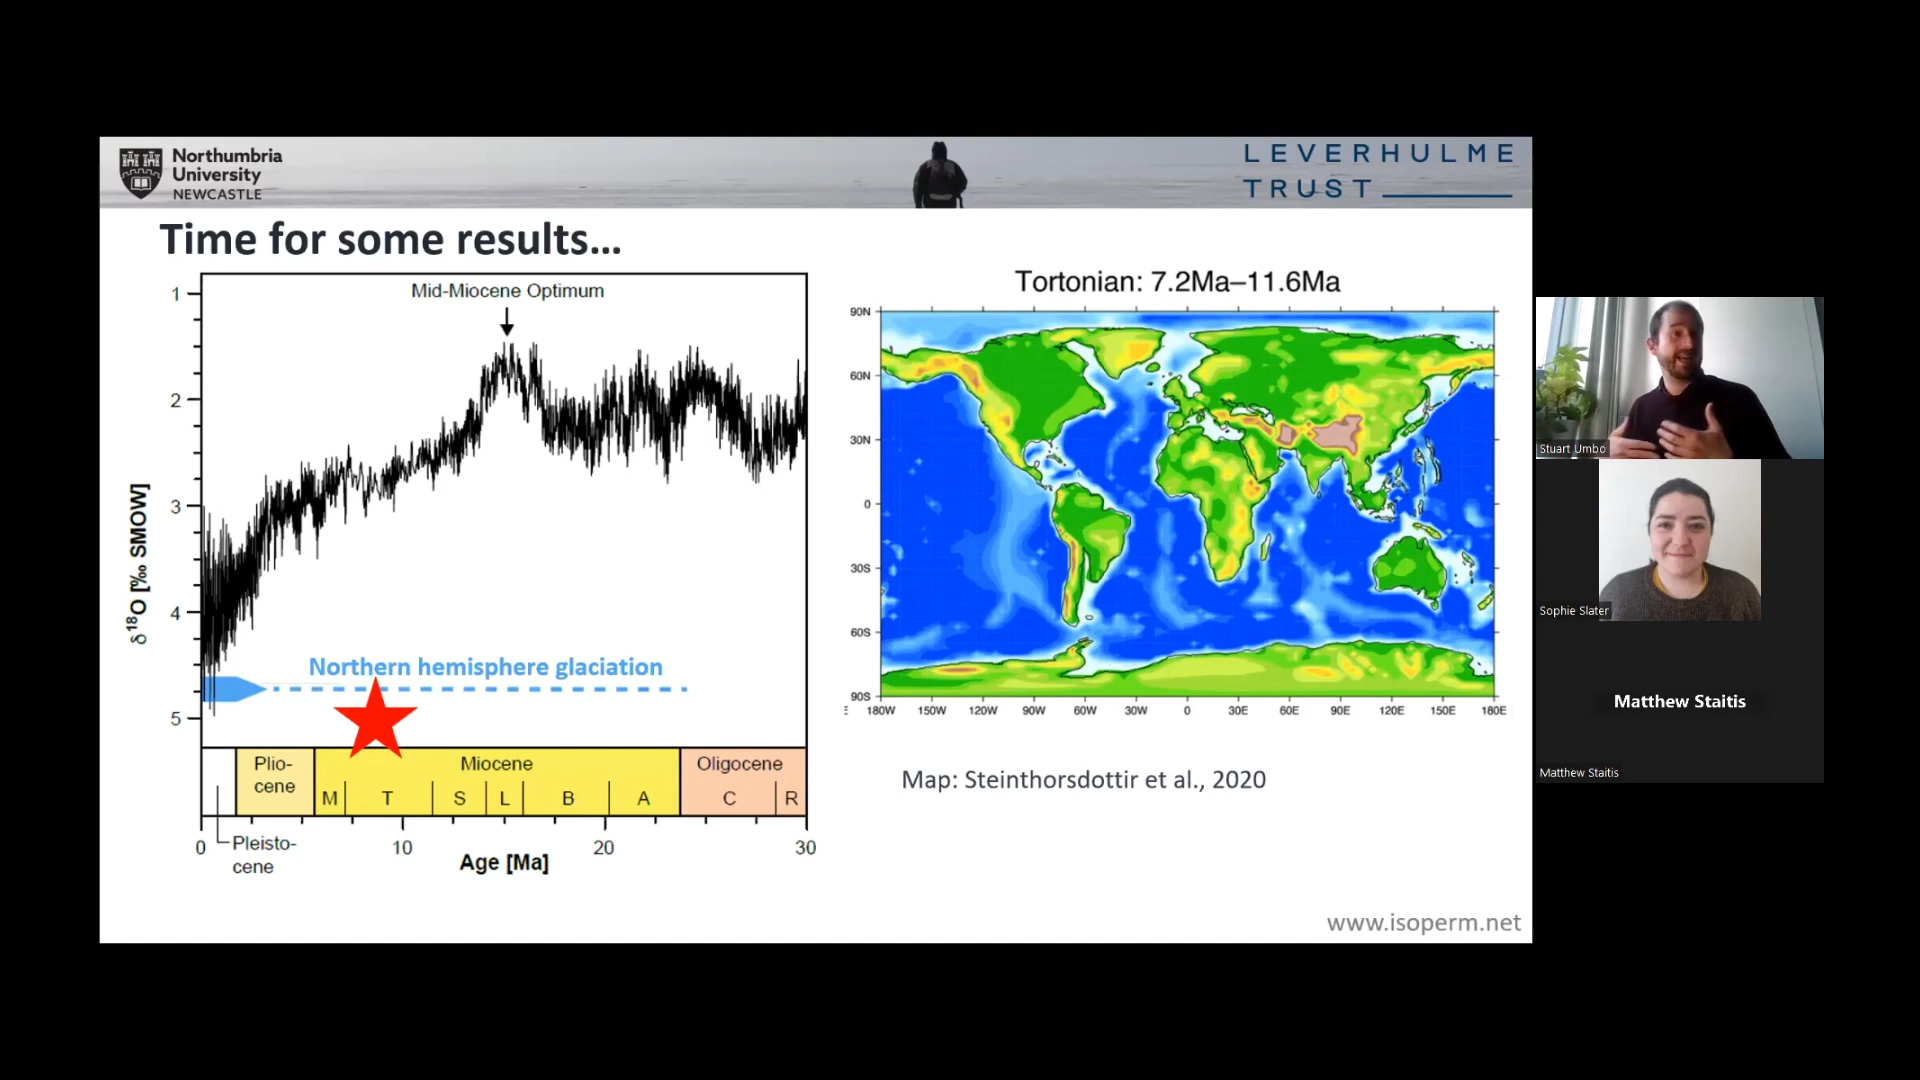 Northumbria
University
NEWCASTLE
LEVERHULME
TRUST
Time for some results...
Mid-Miocene Optimum
1
2
3
4
5
δ18O [‰ SMOW]
Northern hemisphere glaciation
Plio-
cene
Miocene
Oligocene
M T S L B A C R
Pleisto-
cene
0 10 20 30
Age [Ma]
Tortonian: 7.2Ma–11.6Ma
90N
60N
30N
0
30S
60S
90S
180W 150W 120W 90W 60W 30W 0 30E 60E 90E 120E 150E 180E
Map: Steinthorsdottir et al., 2020
www.isoperm.net
Stuart Umbo
Sophie Slater
Matthew Staitis
Matthew Staitis